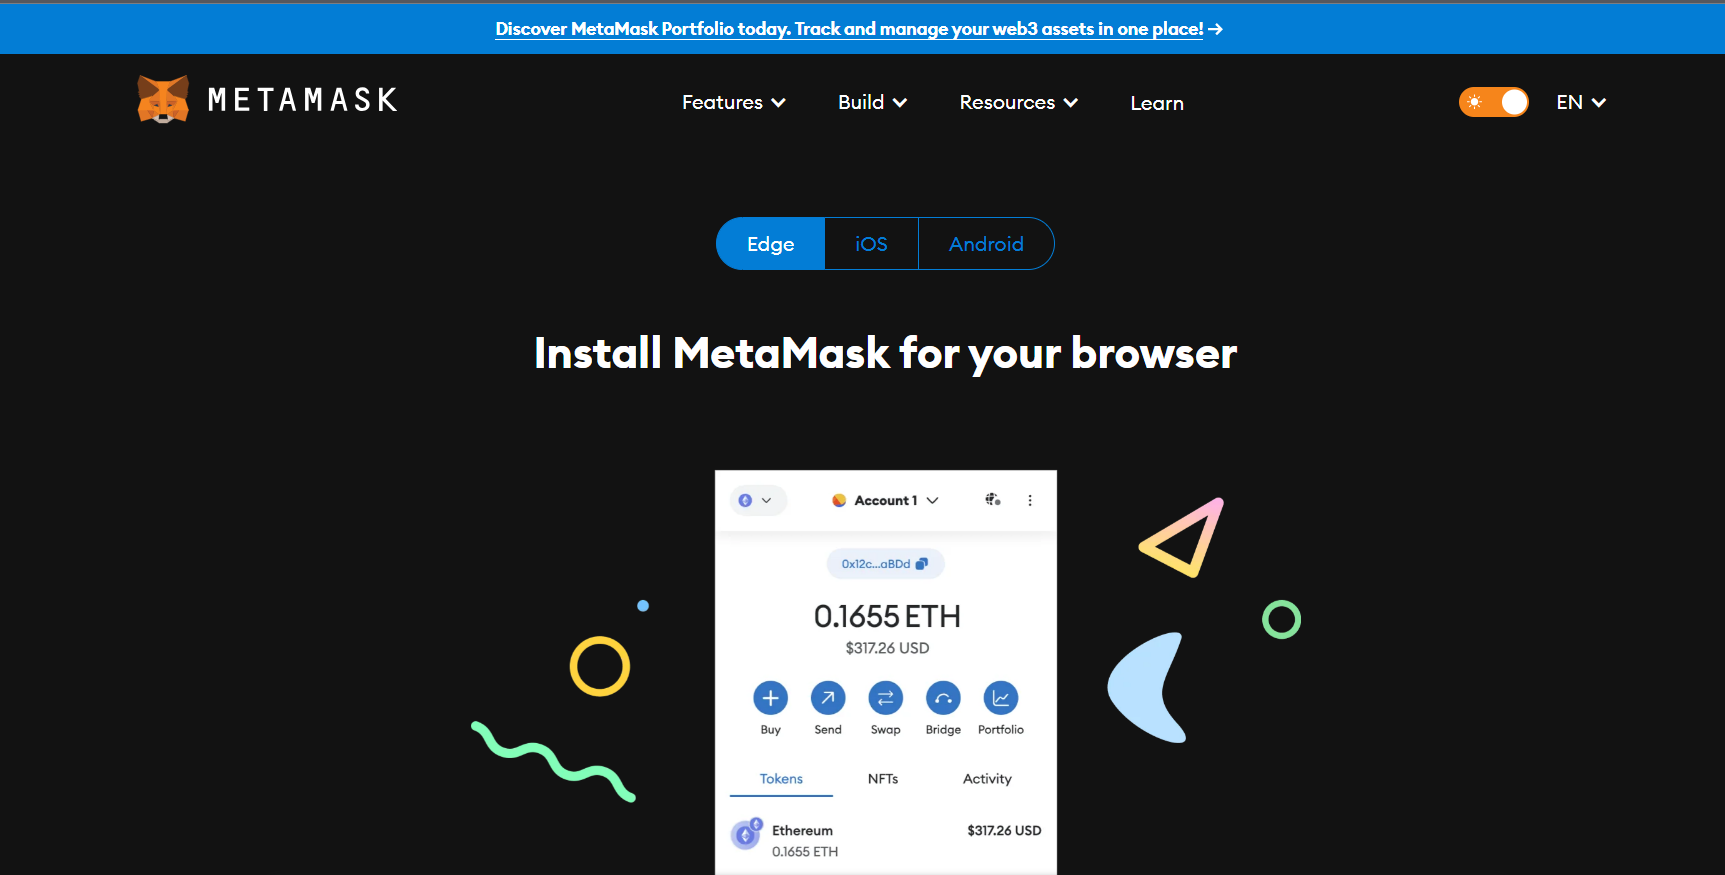 Discover MetaMask Portfolio today. Track and manage your web3 assets in one place! →
METAMASK
Features Build Resources Learn EN
Edge iOS Android
Install MetaMask for your browser
Account 1
0x12c...aBDd
0.1655 ETH
$317.26 USD
Buy Send Swap Bridge Portfolio
Tokens NFTs Activity
Ethereum $317.26 USD
0.1655 ETH